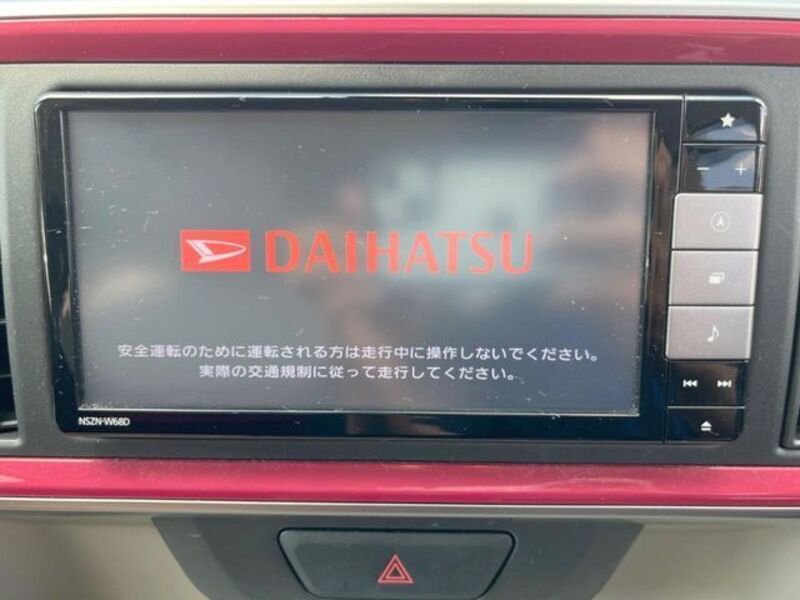 DAIHATSU
安全運転のために運転される方は走行中に操作しないでください。
実際の交通規制に従って走行してください。
NSZN-W68D